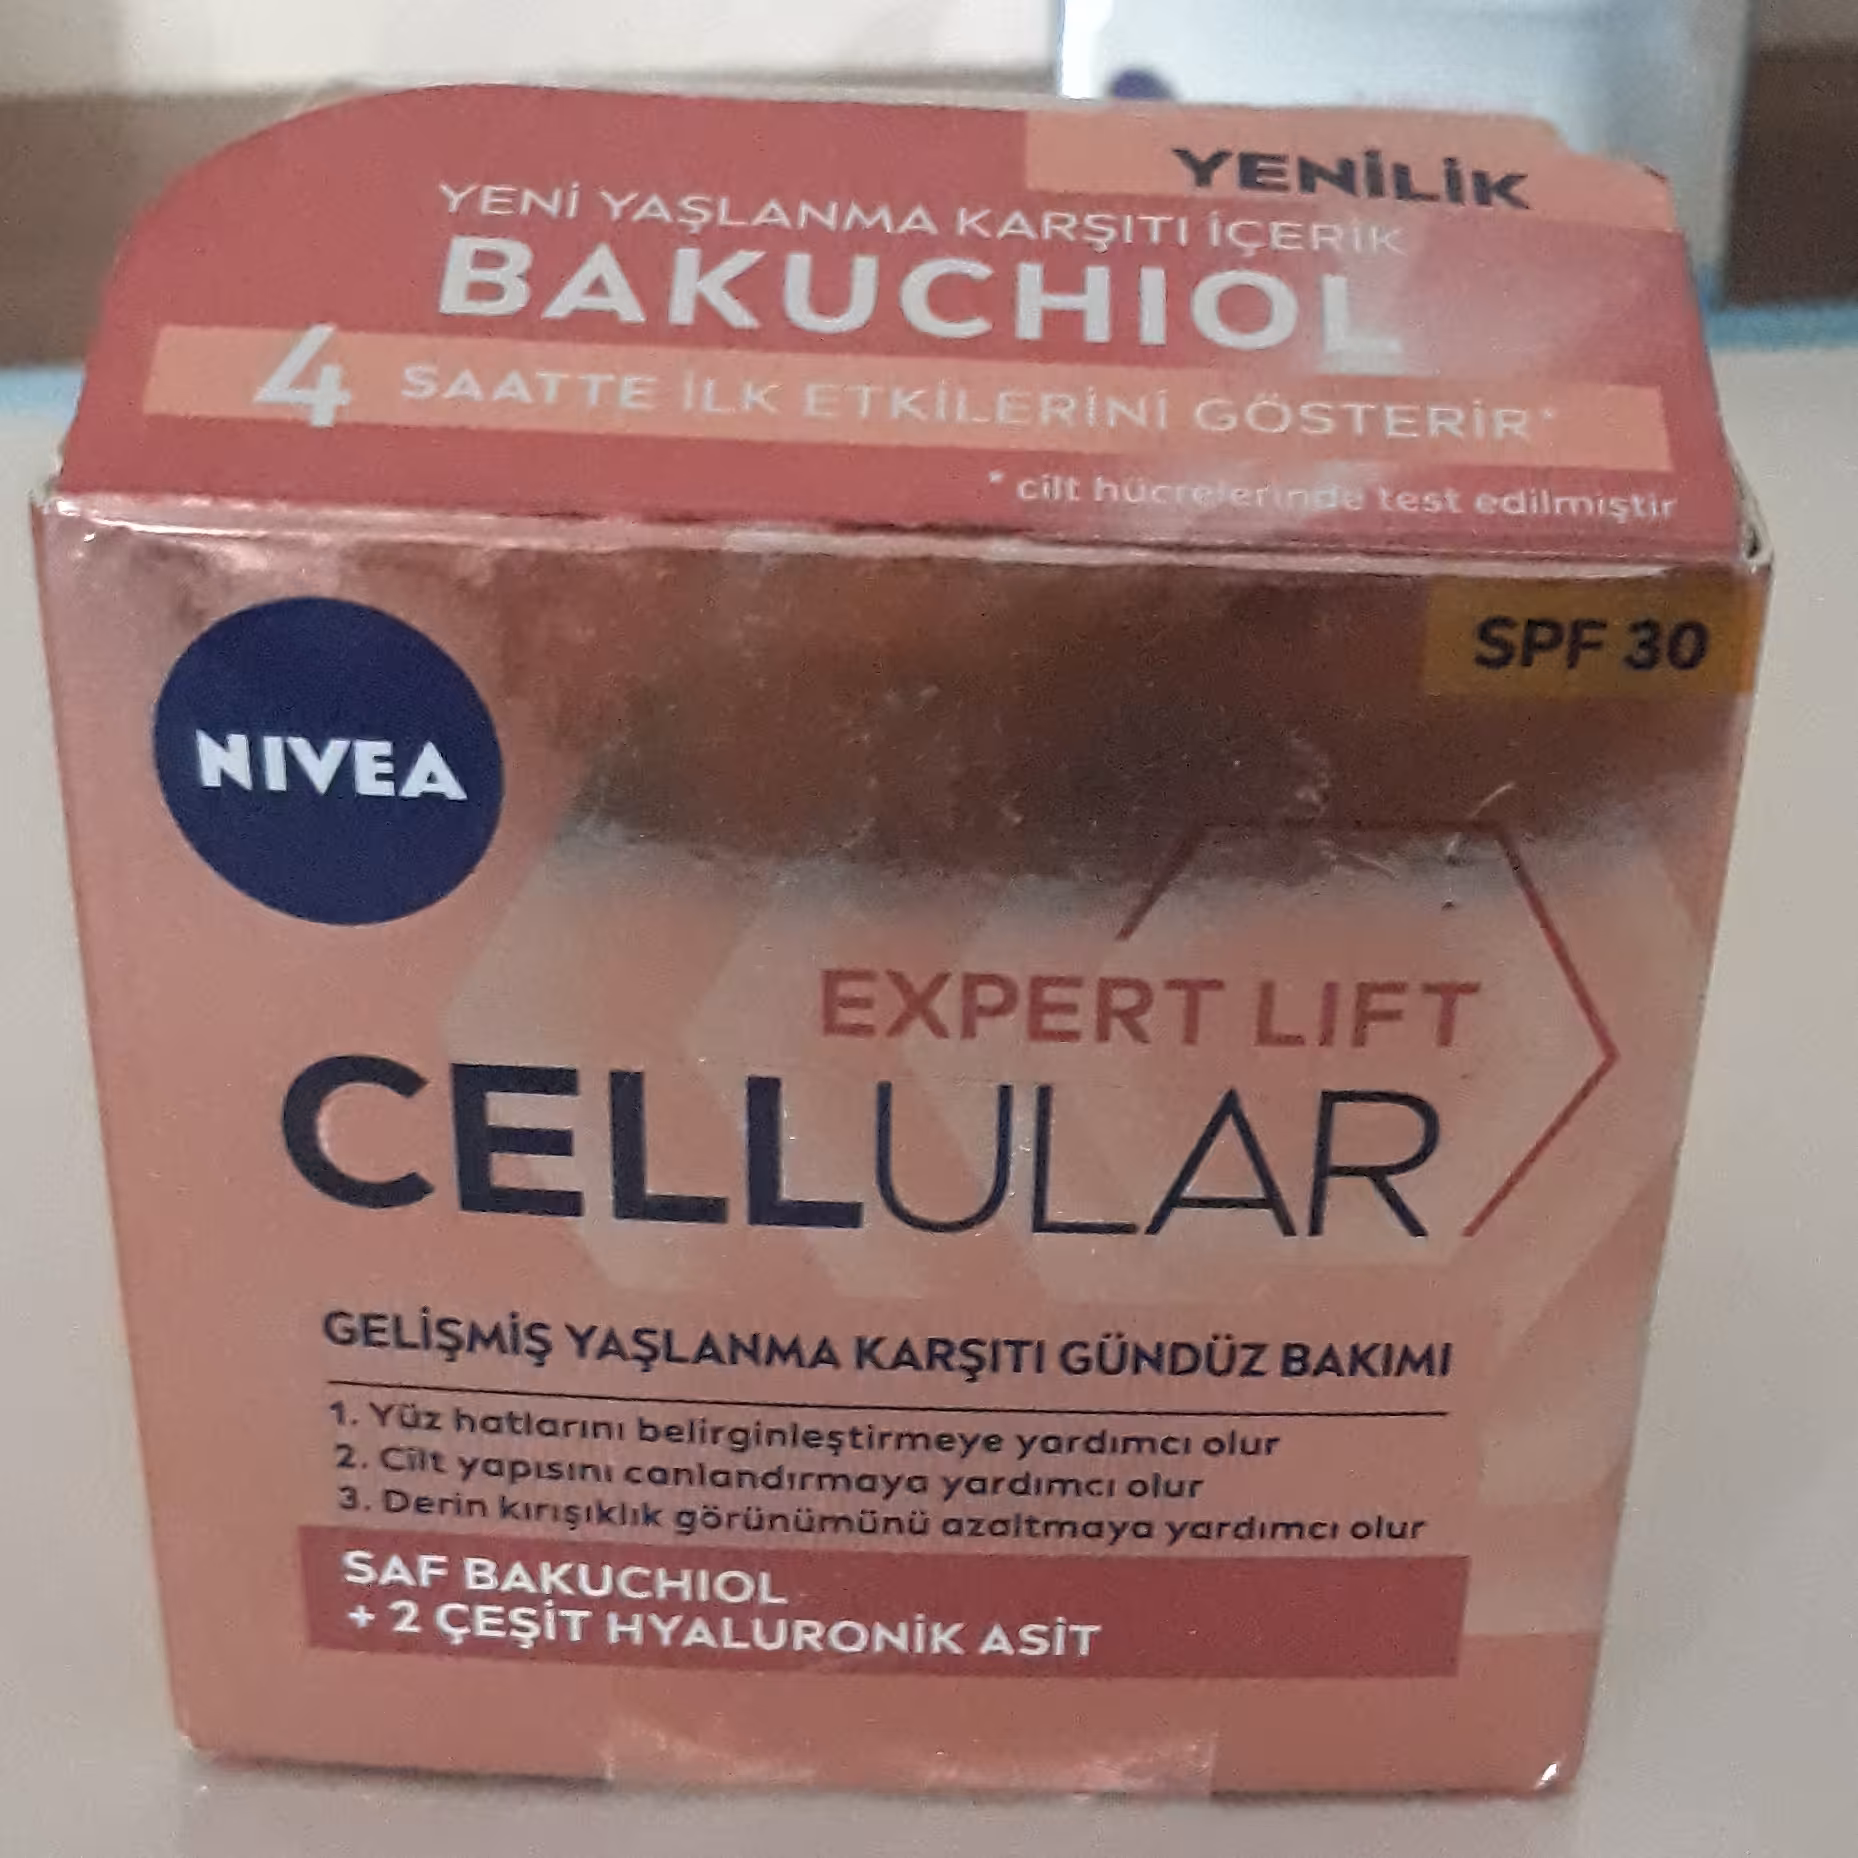 YENİLİK
YENİ YAŞLANMA KARŞITI İÇERİK
BAKUCHIOL
4 SAATTE İLK ETKİLERİNİ GÖSTERİR*
* cilt hücrelerinde test edilmiştir
SPF 30
NIVEA
EXPERT LIFT
CELLULAR
GELİŞMİŞ YAŞLANMA KARŞITI GÜNDÜZ BAKIMI
1. Yüz hatlarını belirginleştirmeye yardımcı olur
2. Cilt yapısını canlandırmaya yardımcı olur
3. Derin kırışıklık görünümünü azaltmaya yardımcı olur
SAF BAKUCHIOL
+ 2 ÇEŞİT HYALURONİK ASİT